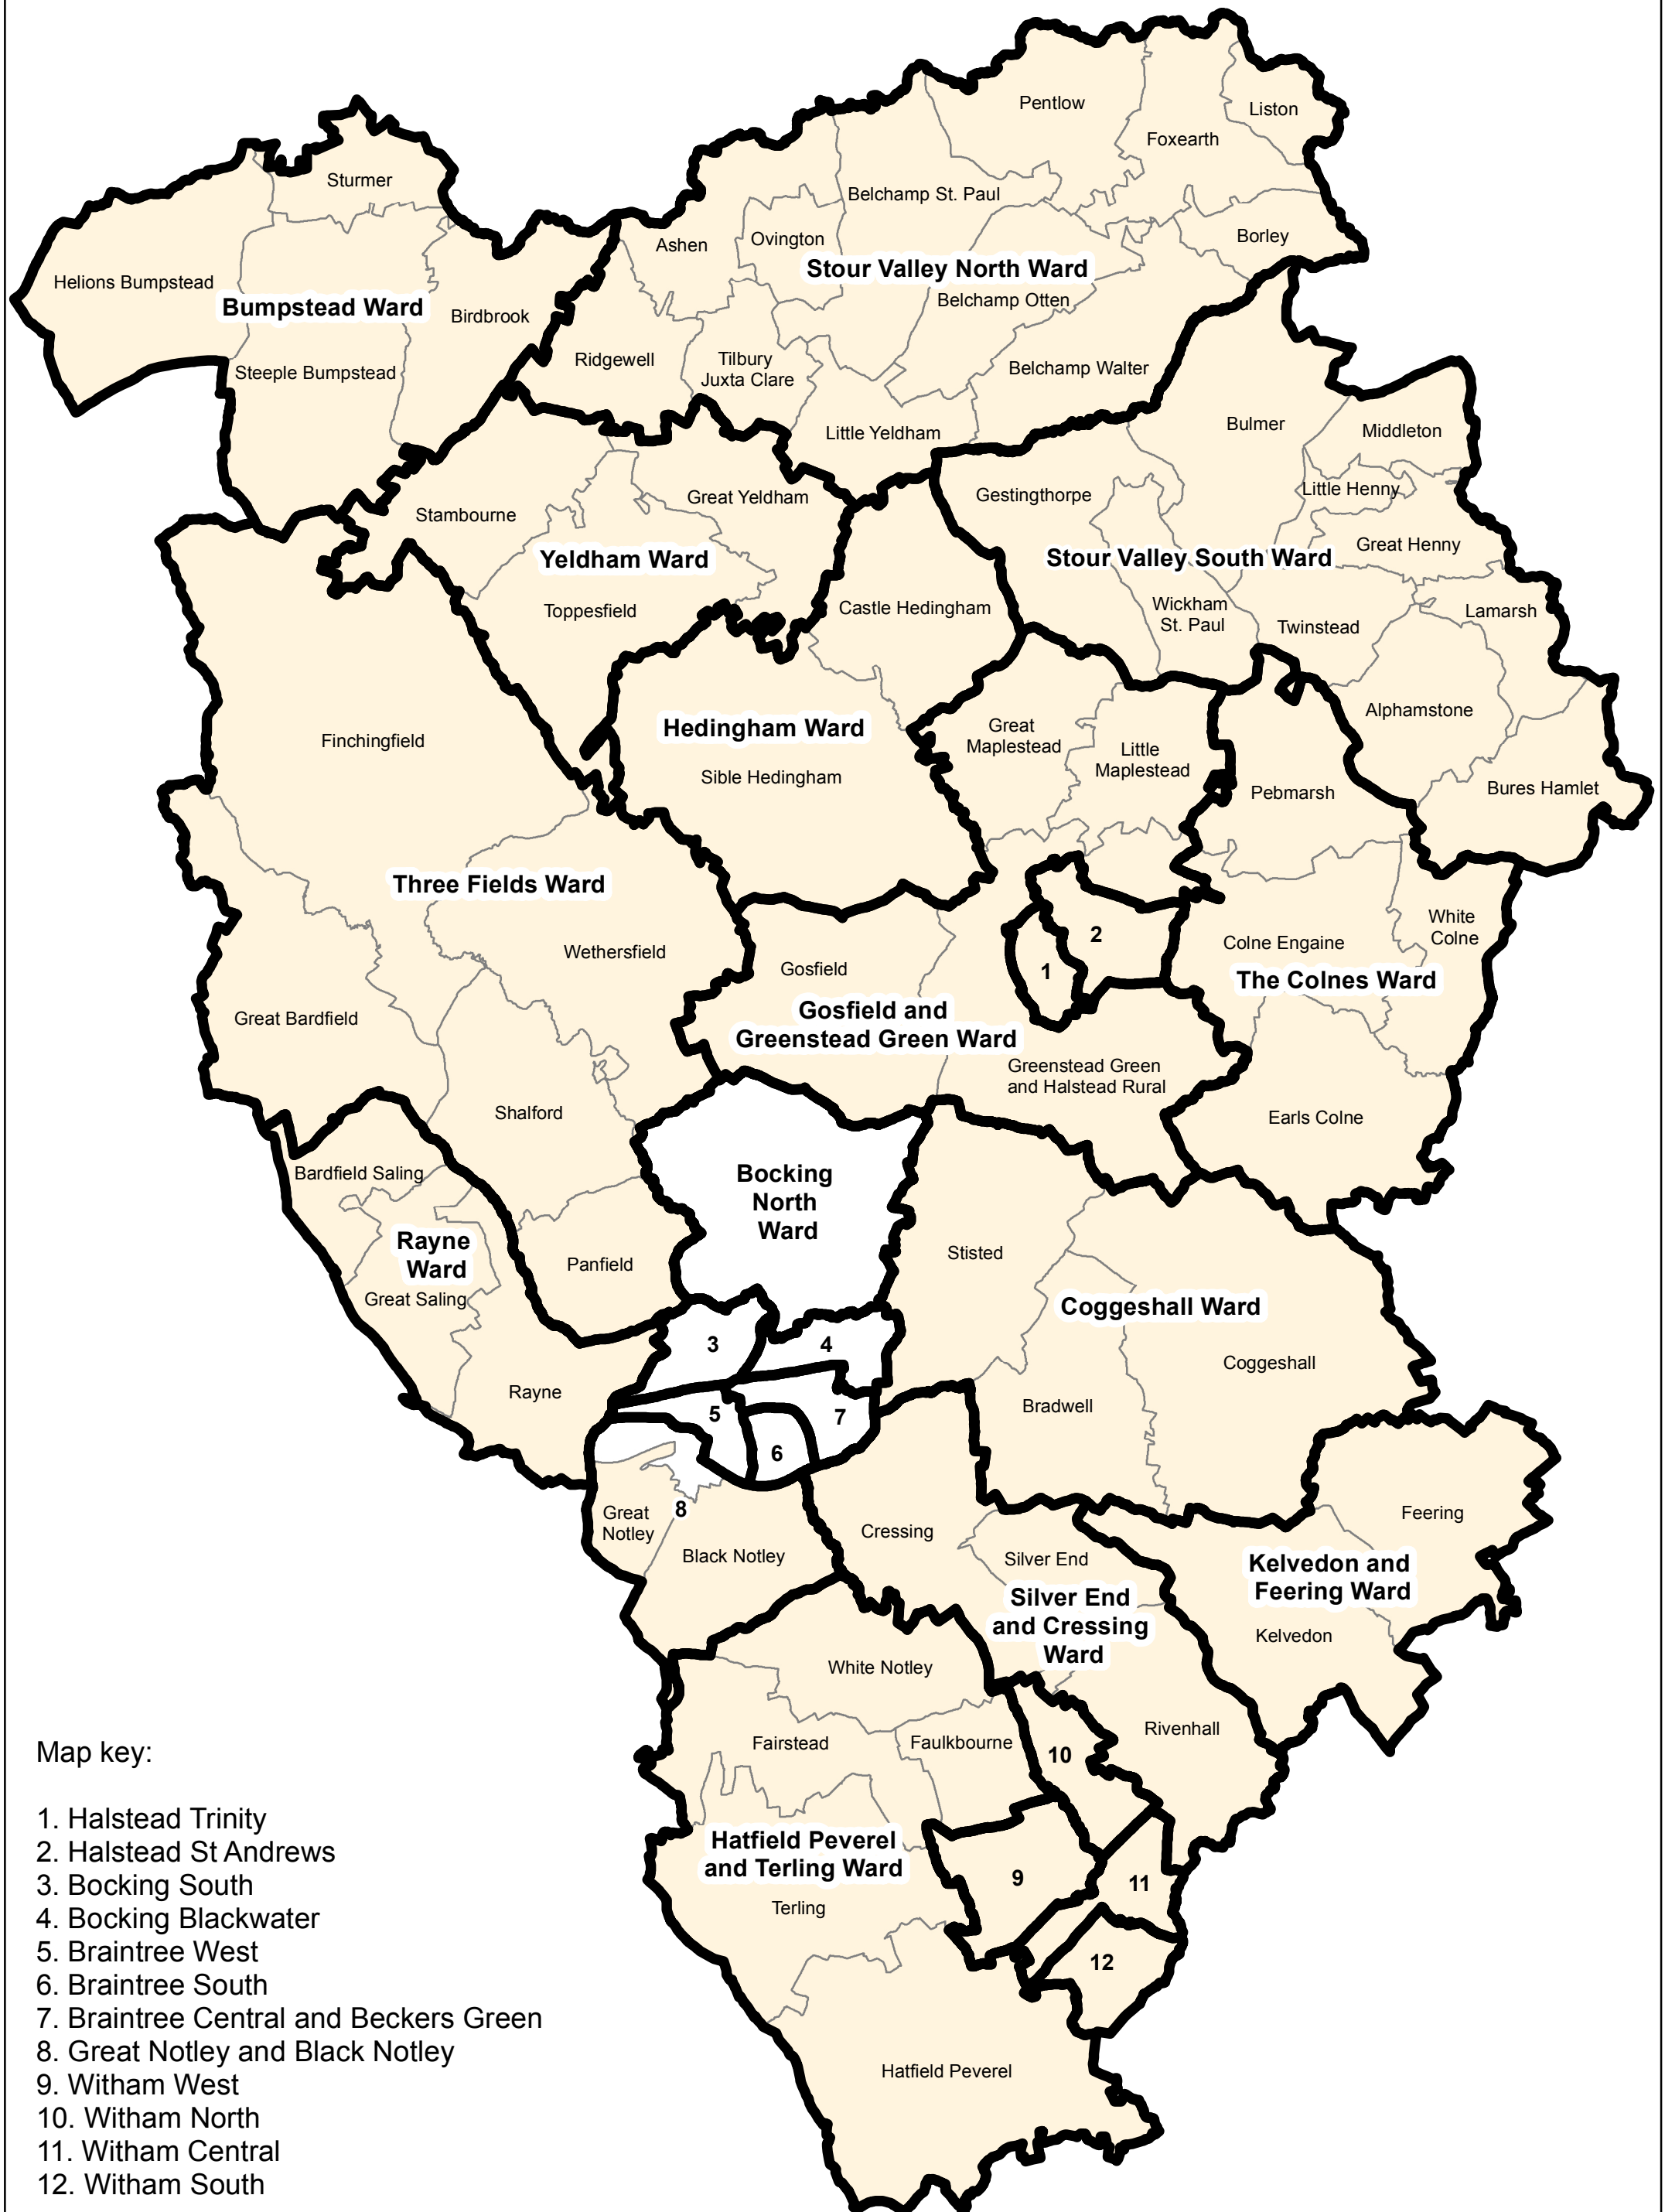 Pentlow
Liston
Foxearth
Sturmer
Belchamp St. Paul
Ashen
Ovington
Borley
Stour Valley North Ward
Helions Bumpstead
Belchamp Otten
Bumpstead Ward
Birdbrook
Ridgewell
Tilbury
Juxta Clare
Belchamp Walter
Steeple Bumpstead
Bulmer
Middleton
Little Yeldham
Little Henny
Gestingthorpe
Great Yeldham
Stambourne
Great Henny
Yeldham Ward
Stour Valley South Ward
Castle Hedingham
Toppesfield
Wickham
St. Paul
Lamarsh
Twinstead
Alphamstone
Hedingham Ward
Great
Maplestead
Finchingfield
Little
Maplestead
Sible Hedingham
Bures Hamlet
Pebmarsh
Three Fields Ward
White
Colne
2
Colne Engaine
Wethersfield
Gosfield
1
The Colnes Ward
Great Bardfield
Gosfield and
Greenstead Green Ward
Greenstead Green
and Halstead Rural
Shalford
Earls Colne
Bardfield Saling
Bocking
North
Ward
Rayne
Ward
Stisted
Panfield
Great Saling
Coggeshall Ward
3
4
Coggeshall
Rayne
Bradwell
5
7
6
Great
Notley
8
Feering
Cressing
Black Notley
Silver End
Kelvedon and
Feering Ward
Silver End
and Cressing
Ward
Kelvedon
White Notley
Rivenhall
Fairstead
Faulkbourne
10
Hatfield Peverel
and Terling Ward
9
11
Terling
12
Hatfield Peverel
Map key:
1. Halstead Trinity
2. Halstead St Andrews
3. Bocking South
4. Bocking Blackwater
5. Braintree West
6. Braintree South
7. Braintree Central and Beckers Green
8. Great Notley and Black Notley
9. Witham West
10. Witham North
11. Witham Central
12. Witham South